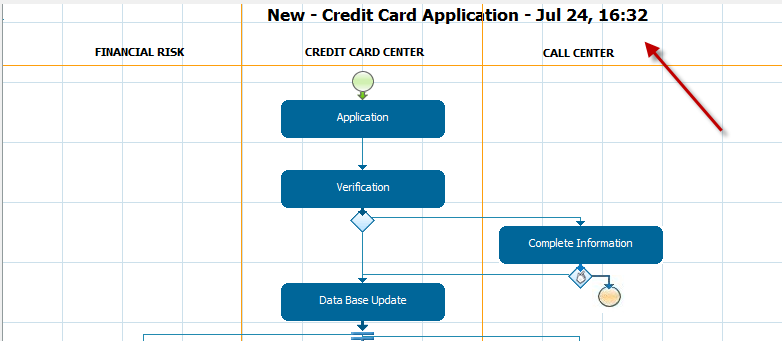 New - Credit Card Application - Jul 24, 16:32
FINANCIAL RISK
CREDIT CARD CENTER
CALL CENTER
Application
Verification
Complete Information
Data Base Update